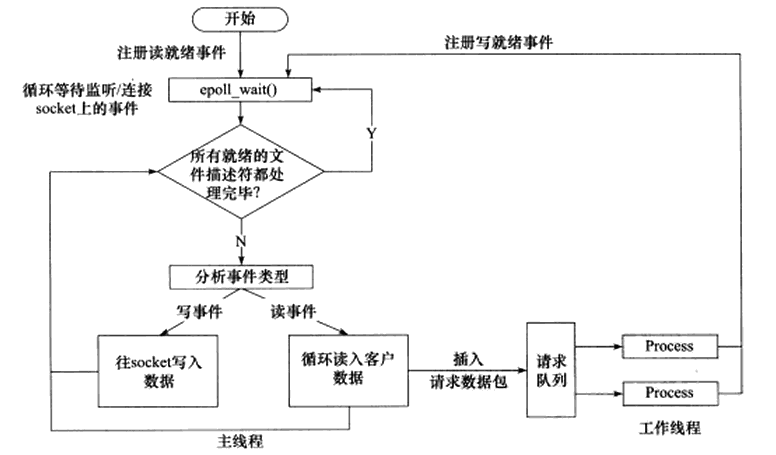 开始
注册读就绪事件
注册写就绪事件
循环等待监听/连接
socket上的事件
epoll_wait()
Y
所有就绪的文
件描述符都处
理完毕?
N
分析事件类型
写事件
读事件
往socket写入
数据
循环读入客户
数据
插入
请求数据包
请求
队列
Process
Process
主线程
工作线程